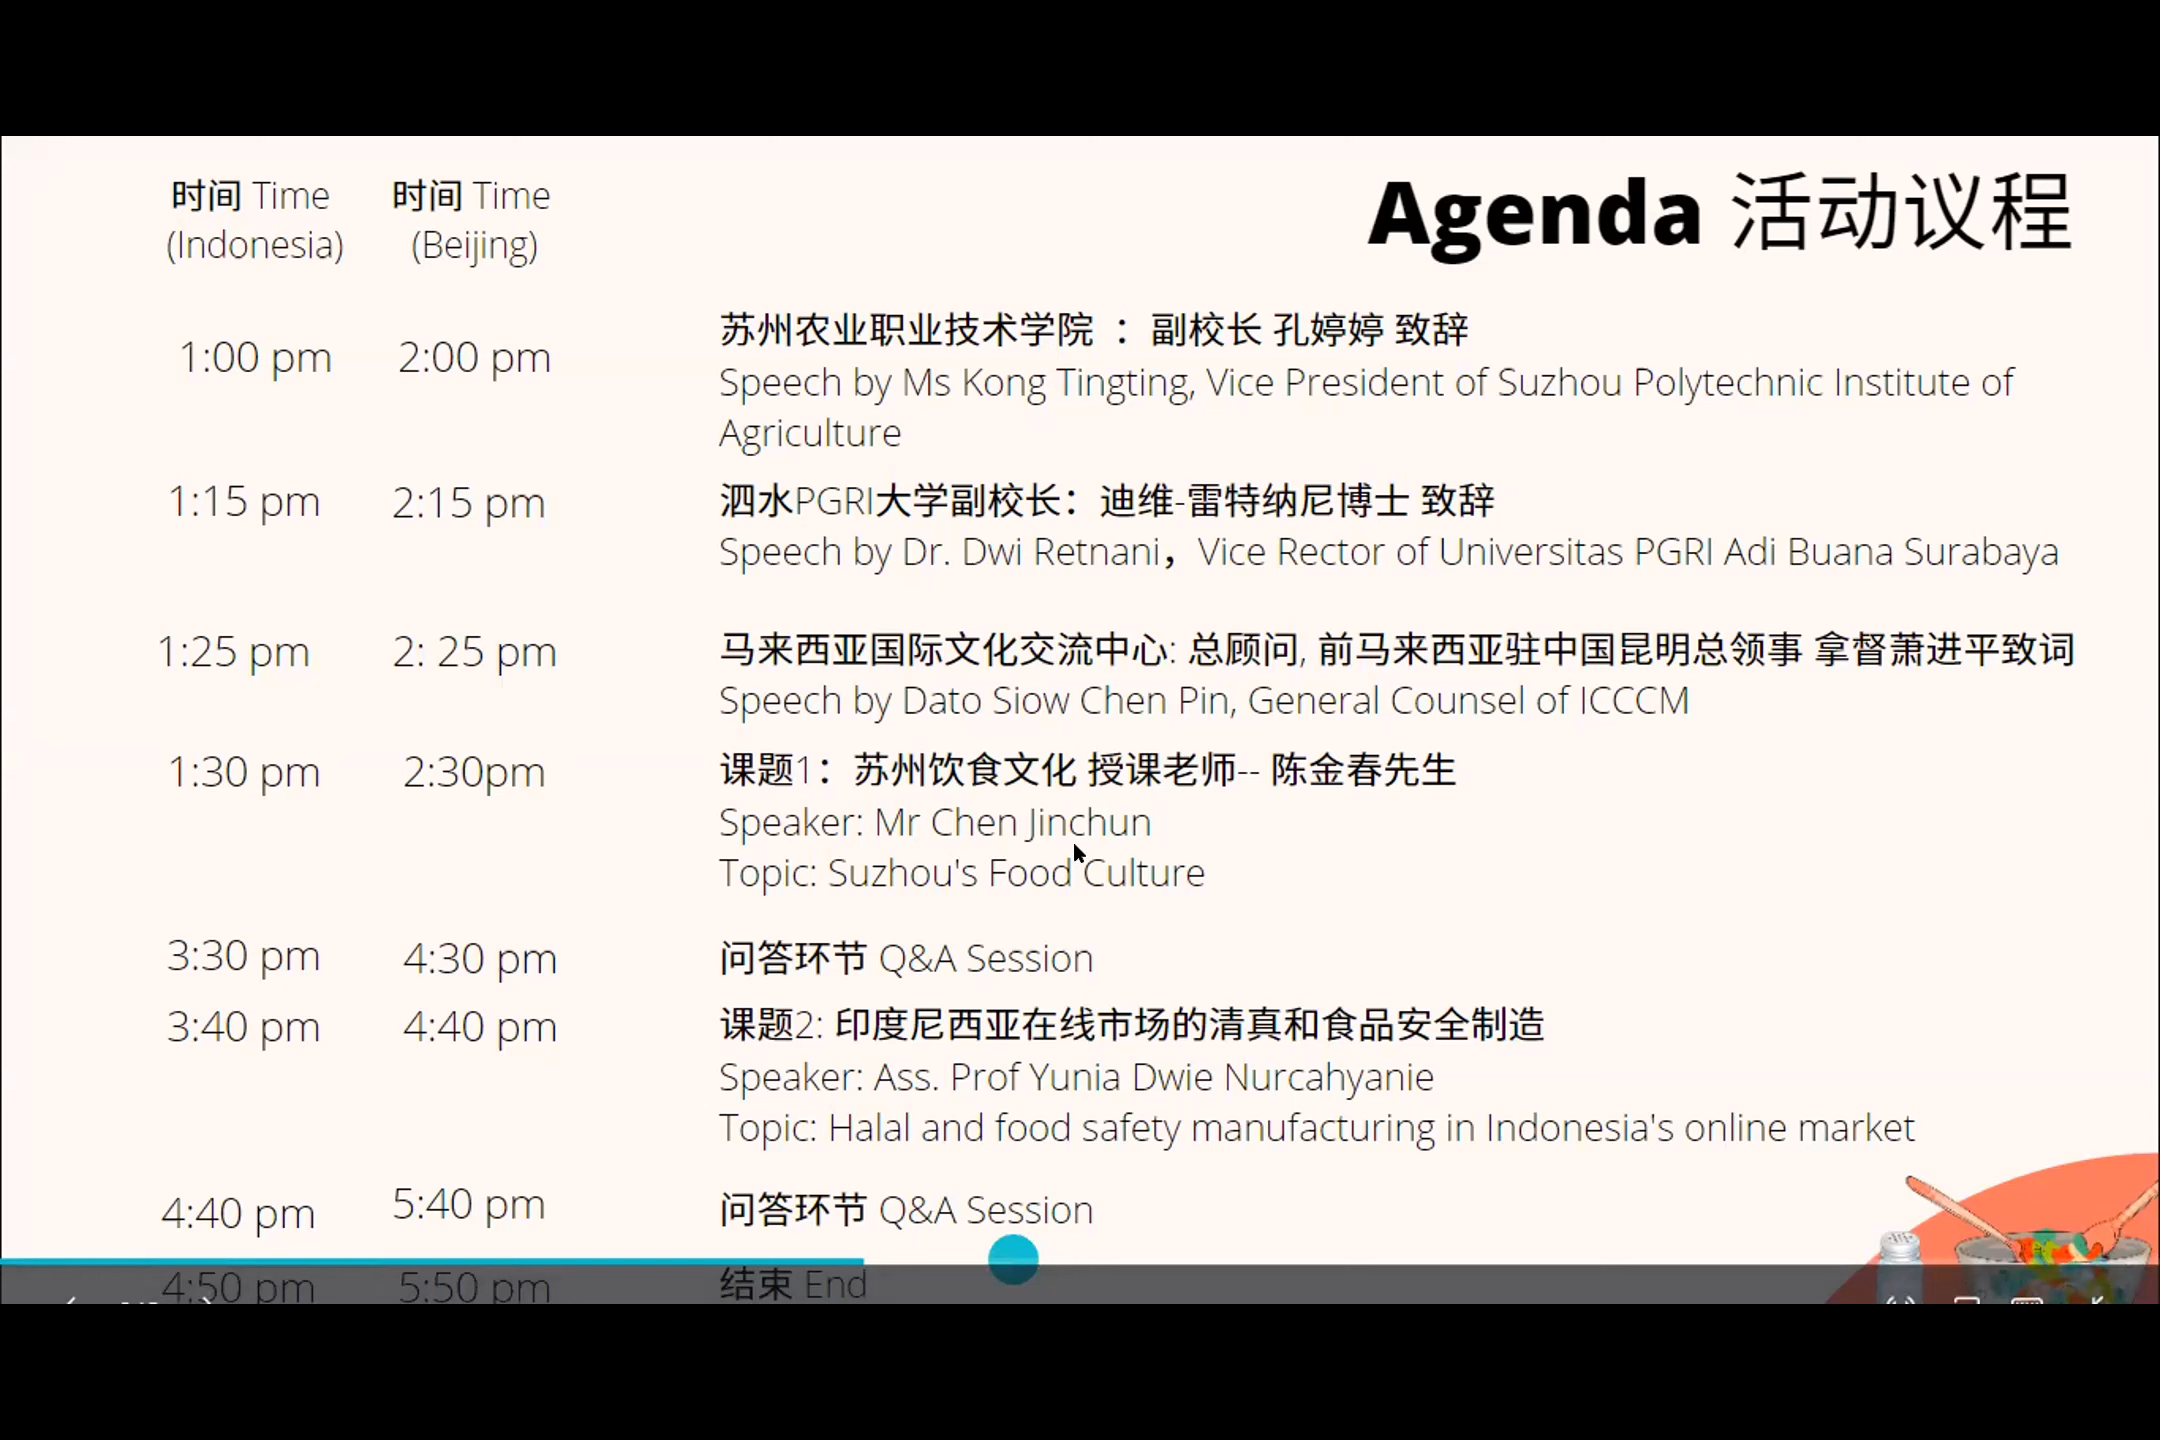 Agenda 活动议程
时间 Time 时间 Time
(Indonesia) (Beijing)
1:00 pm 2:00 pm 苏州农业职业技术学院 ：副校长 孔婷婷 致辞
Speech by Ms Kong Tingting, Vice President of Suzhou Polytechnic Institute of
Agriculture
1:15 pm 2:15 pm 泗水PGRI大学副校长：迪维-雷特纳尼博士 致辞
Speech by Dr. Dwi Retnani，Vice Rector of Universitas PGRI Adi Buana Surabaya
1:25 pm 2: 25 pm 马来西亚国际文化交流中心: 总顾问, 前马来西亚驻中国昆明总领事 拿督萧进平致词
Speech by Dato Siow Chen Pin, General Counsel of ICCCM
1:30 pm 2:30pm 课题1：苏州饮食文化 授课老师-- 陈金春先生
Speaker: Mr Chen Jinchun
Topic: Suzhou's Food Culture
3:30 pm 4:30 pm 问答环节 Q&A Session
3:40 pm 4:40 pm 课题2: 印度尼西亚在线市场的清真和食品安全制造
Speaker: Ass. Prof Yunia Dwie Nurcahyanie
Topic: Halal and food safety manufacturing in Indonesia's online market
4:40 pm 5:40 pm 问答环节 Q&A Session
4:50 pm 5:50 pm 结束 End